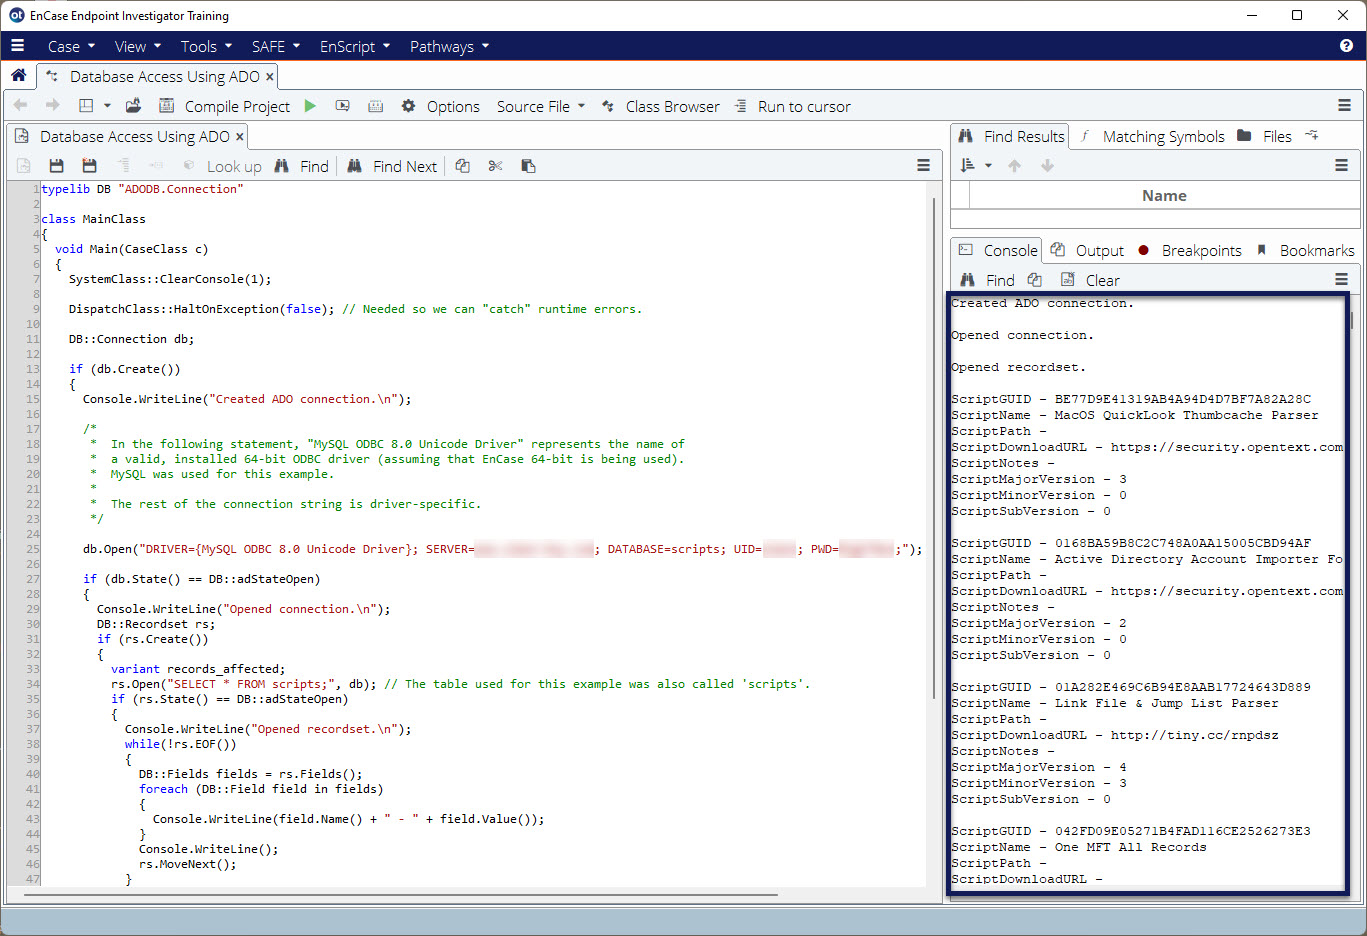 EnCase Endpoint Investigator Training
Case View Tools SAFE EnScript Pathways
Database Access Using ADO
Compile Project Options Source File Class Browser Run to cursor
Database Access Using ADO
Look up Find Find Next
1 typelib DB "ADODB.Connection"
2
3 class MainClass
4 {
5 void Main(CaseClass c)
6 {
7 SystemClass::ClearConsole(1);
8
9 DispatchClass::HaltOnException(false); // Needed so we can "catch" runtime errors.
10
11 DB::Connection db;
12
13 if (db.Create())
14 {
15 Console.WriteLine("Created ADO connection.\n");
16
17 /*
18 * In the following statement, "MySQL ODBC 8.0 Unicode Driver" represents the name of
19 * a valid, installed 64-bit ODBC driver (assuming that EnCase 64-bit is being used).
20 * MySQL was used for this example.
21 *
22 * The rest of the connection string is driver-specific.
23 */
24
25 db.Open("DRIVER={MySQL ODBC 8.0 Unicode Driver}; SERVER= ; DATABASE=scripts; UID= ; PWD= ;");
26
27 if (db.State() == DB::adStateOpen)
28 {
29 Console.WriteLine("Opened connection.\n");
30 DB::Recordset rs;
31 if (rs.Create())
32 {
33 variant records_affected;
34 rs.Open("SELECT * FROM scripts;", db); // The table used for this example was also called 'scripts'.
35 if (rs.State() == DB::adStateOpen)
36 {
37 Console.WriteLine("Opened recordset.\n");
38 while(!rs.EOF())
39 {
40 DB::Fields fields = rs.Fields();
41 foreach (DB::Field field in fields)
42 {
43 Console.WriteLine(field.Name() + " - " + field.Value());
44 }
45 Console.WriteLine();
46 rs.MoveNext();
47 }
Find Results Matching Symbols Files
Name
Console Output Breakpoints Bookmarks
Find Clear
Created ADO connection.
Opened connection.
Opened recordset.
ScriptGUID - BE77D9E41319AB4A94D4D7BF7A82A28C
ScriptName - MacOS QuickLook Thumbcache Parser
ScriptPath -
ScriptDownloadURL - https://security.opentext.com
ScriptNotes -
ScriptMajorVersion - 3
ScriptMinorVersion - 0
ScriptSubVersion - 0
ScriptGUID - 0168BA59B8C2C748A0AA15005CBD94AF
ScriptName - Active Directory Account Importer Fo
ScriptPath -
ScriptDownloadURL - https://security.opentext.com
ScriptNotes -
ScriptMajorVersion - 2
ScriptMinorVersion - 0
ScriptSubVersion - 0
ScriptGUID - 01A282E469C6B94E8AAB17724643D889
ScriptName - Link File & Jump List Parser
ScriptPath -
ScriptDownloadURL - http://tiny.cc/rnpdsz
ScriptNotes -
ScriptMajorVersion - 4
ScriptMinorVersion - 3
ScriptSubVersion - 0
ScriptGUID - 042FD09E05271B4FAD116CE2526273E3
ScriptName - One MFT All Records
ScriptPath -
ScriptDownloadURL -